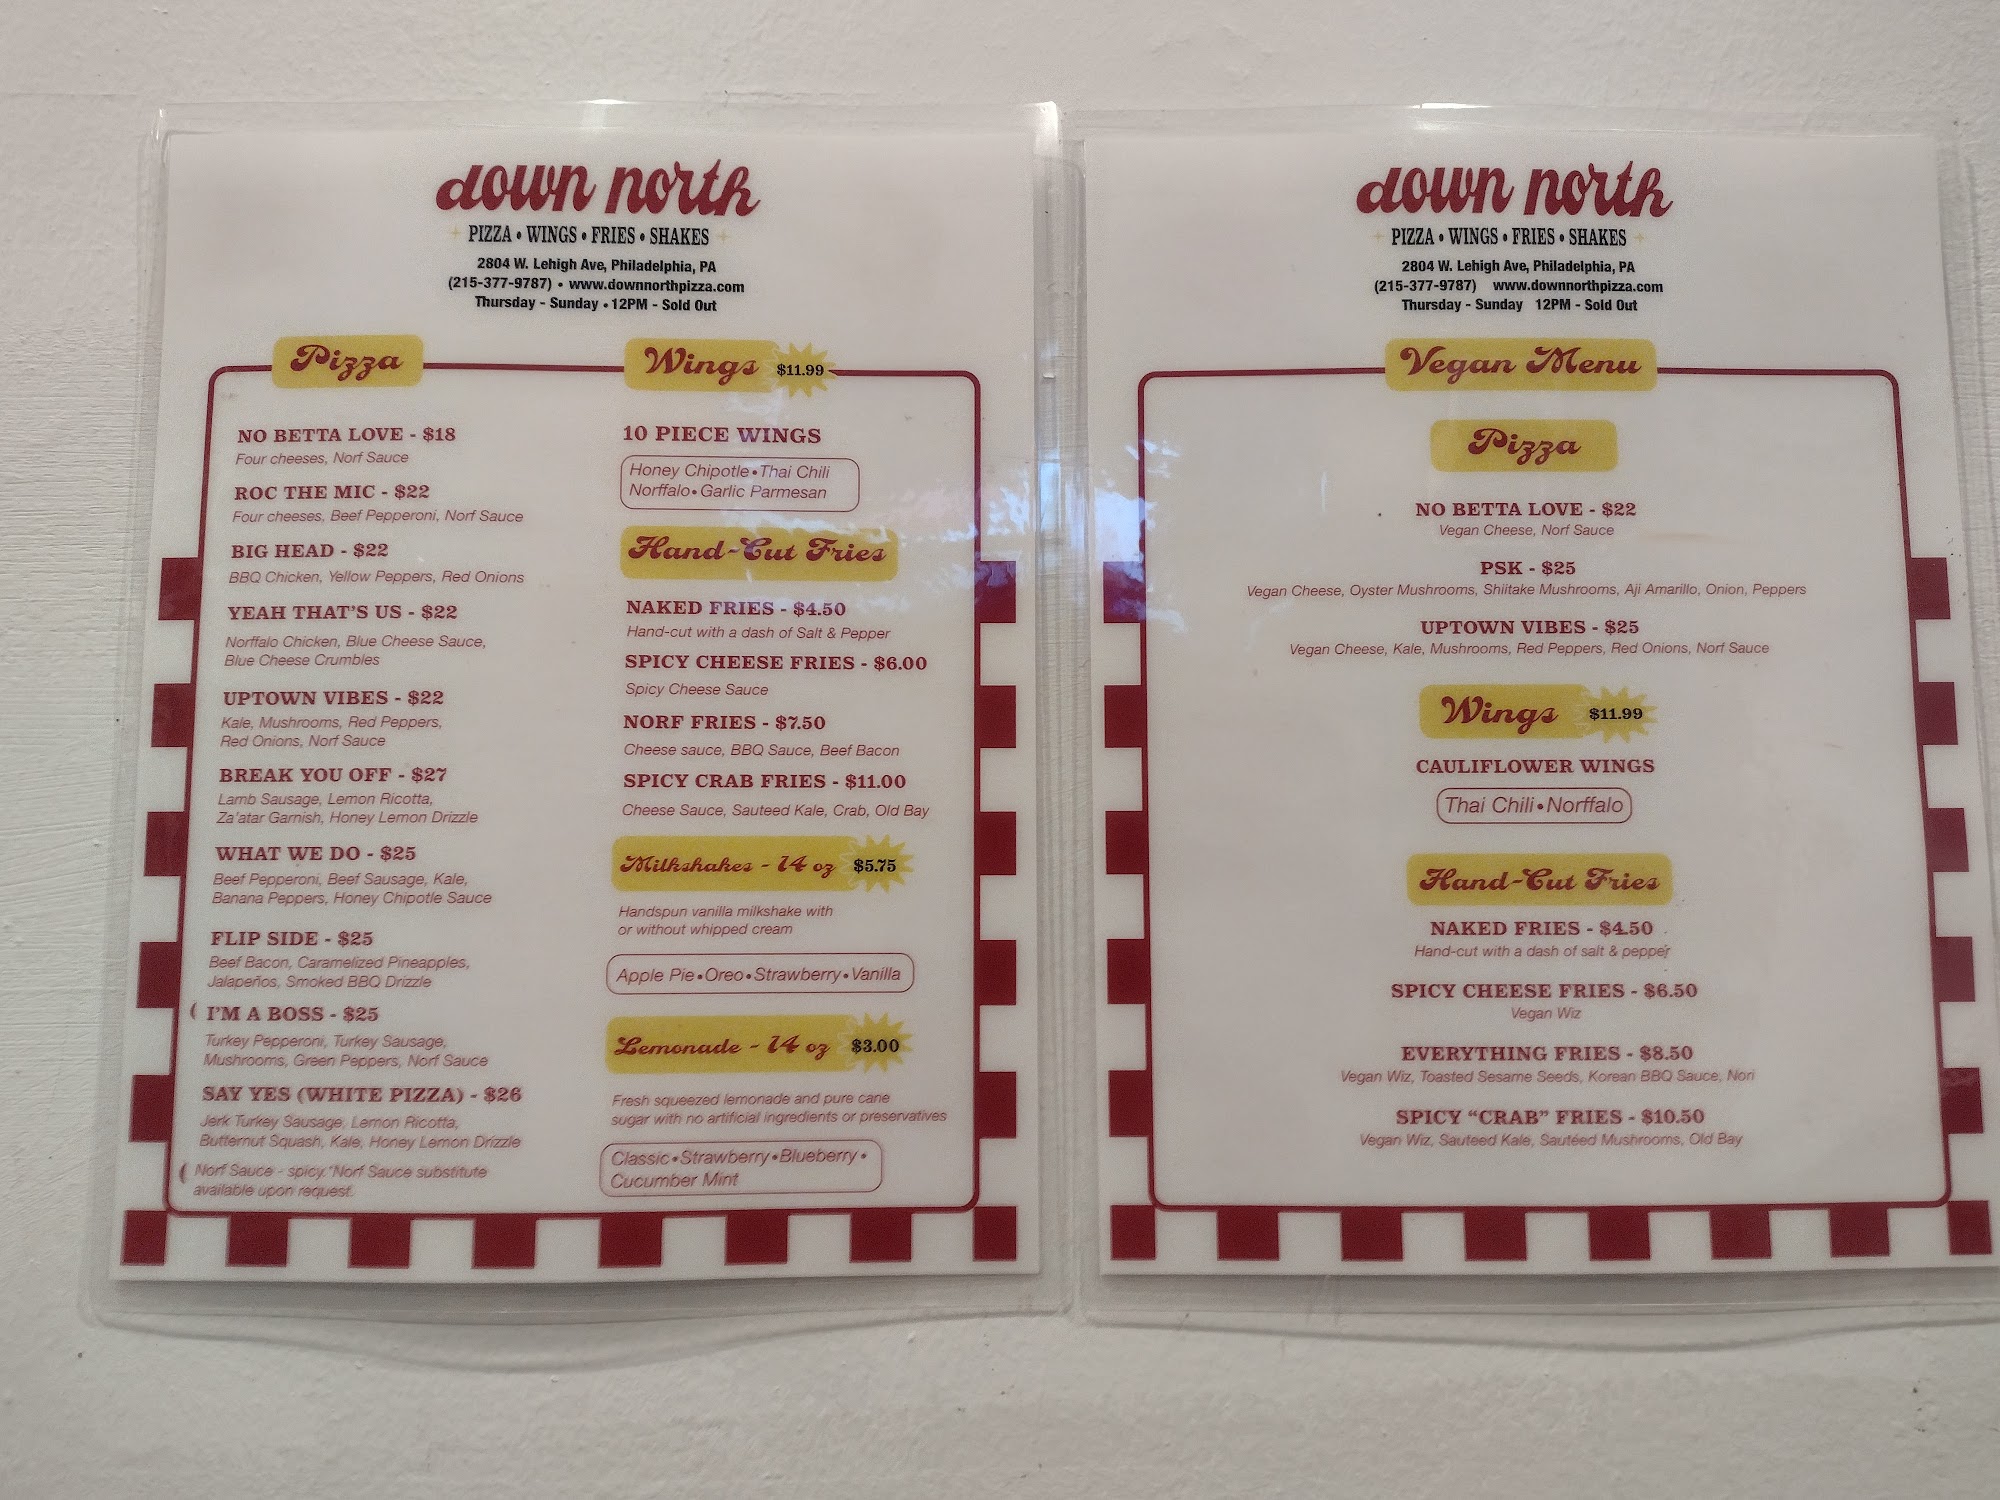 down north
PIZZA • WINGS • FRIES • SHAKES
2804 W. Lehigh Ave, Philadelphia, PA
(215-377-9787) • www.downnorthpizza.com
Thursday - Sunday • 12PM - Sold Out
Pizza
NO BETTA LOVE - $18
Four cheeses, Norf Sauce
ROC THE MIC - $22
Four cheeses, Beef Pepperoni, Norf Sauce
BIG HEAD - $22
BBQ Chicken, Yellow Peppers, Red Onions
YEAH THAT'S US - $22
Norffalo Chicken, Blue Cheese Sauce,
Blue Cheese Crumbles
UPTOWN VIBES - $22
Kale, Mushrooms, Red Peppers,
Red Onions, Norf Sauce
BREAK YOU OFF - $27
Lamb Sausage, Lemon Ricotta,
Za'atar Garnish, Honey Lemon Drizzle
WHAT WE DO - $25
Beef Pepperoni, Beef Sausage, Kale,
Banana Peppers, Honey Chipotle Sauce
FLIP SIDE - $25
Beef Bacon, Caramelized Pineapples,
Jalapeños, Smoked BBQ Drizzle
I'M A BOSS - $25
Turkey Pepperoni, Turkey Sausage,
Mushrooms, Green Peppers, Norf Sauce
SAY YES (WHITE PIZZA) - $26
Jerk Turkey Sausage, Lemon Ricotta,
Butternut Squash, Kale, Honey Lemon Drizzle
Norf Sauce - spicy.*Norf Sauce substitute
available upon request.
Wings $11.99
10 PIECE WINGS
Honey Chipotle•Thai Chili
Norffalo•Garlic Parmesan
Hand-Cut Fries
NAKED FRIES - $4.50
Hand-cut with a dash of Salt & Pepper
SPICY CHEESE FRIES - $6.00
Spicy Cheese Sauce
NORF FRIES - $7.50
Cheese sauce, BBQ Sauce, Beef Bacon
SPICY CRAB FRIES - $11.00
Cheese Sauce, Sauteed Kale, Crab, Old Bay
Milkshakes - 14 oz $5.75
Handspun vanilla milkshake with
or without whipped cream
Apple Pie•Oreo•Strawberry•Vanilla
Lemonade - 14 oz $3.00
Fresh squeezed lemonade and pure cane
sugar with no artificial ingredients or preservatives
Classic•Strawberry•Blueberry•
Cucumber Mint
down north
PIZZA • WINGS • FRIES • SHAKES
2804 W. Lehigh Ave, Philadelphia, PA
(215-377-9787) www.downnorthpizza.com
Thursday - Sunday 12PM - Sold Out
Vegan Menu
Pizza
NO BETTA LOVE - $22
Vegan Cheese, Norf Sauce
PSK - $25
Vegan Cheese, Oyster Mushrooms, Shiitake Mushrooms, Aji Amarillo, Onion, Peppers
UPTOWN VIBES - $25
Vegan Cheese, Kale, Mushrooms, Red Peppers, Red Onions, Norf Sauce
Wings $11.99
CAULIFLOWER WINGS
Thai Chili•Norffalo
Hand-Cut Fries
NAKED FRIES - $4.50
Hand-cut with a dash of salt & pepper
SPICY CHEESE FRIES - $6.50
Vegan Wiz
EVERYTHING FRIES - $8.50
Vegan Wiz, Toasted Sesame Seeds, Korean BBQ Sauce, Nori
SPICY "CRAB" FRIES - $10.50
Vegan Wiz, Sauteed Kale, Sautéed Mushrooms, Old Bay